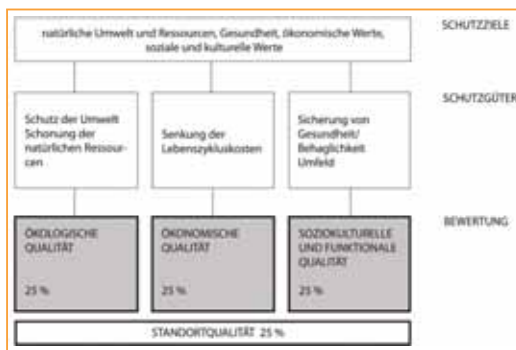 natürliche Umwelt und Ressourcen, Gesundheit, ökonomische Werte,
soziale und kulturelle Werte
SCHUTZZIELE
Schutz der Umwelt
Schonung der
natürlichen Ressour-
cen
Senkung der
Lebenszykluskosten
Sicherung von
Gesundheit/
Behaglichkeit
Umfeld
SCHUTZGÜTER
ÖKOLOGISCHE
QUALITÄT
25 %
ÖKONOMISCHE
QUALITÄT
25 %
SOZIOKULTURELLE
UND FUNKTIONALE
QUALITÄT
25 %
BEWERTUNG
STANDORTQUALITÄT 25 %